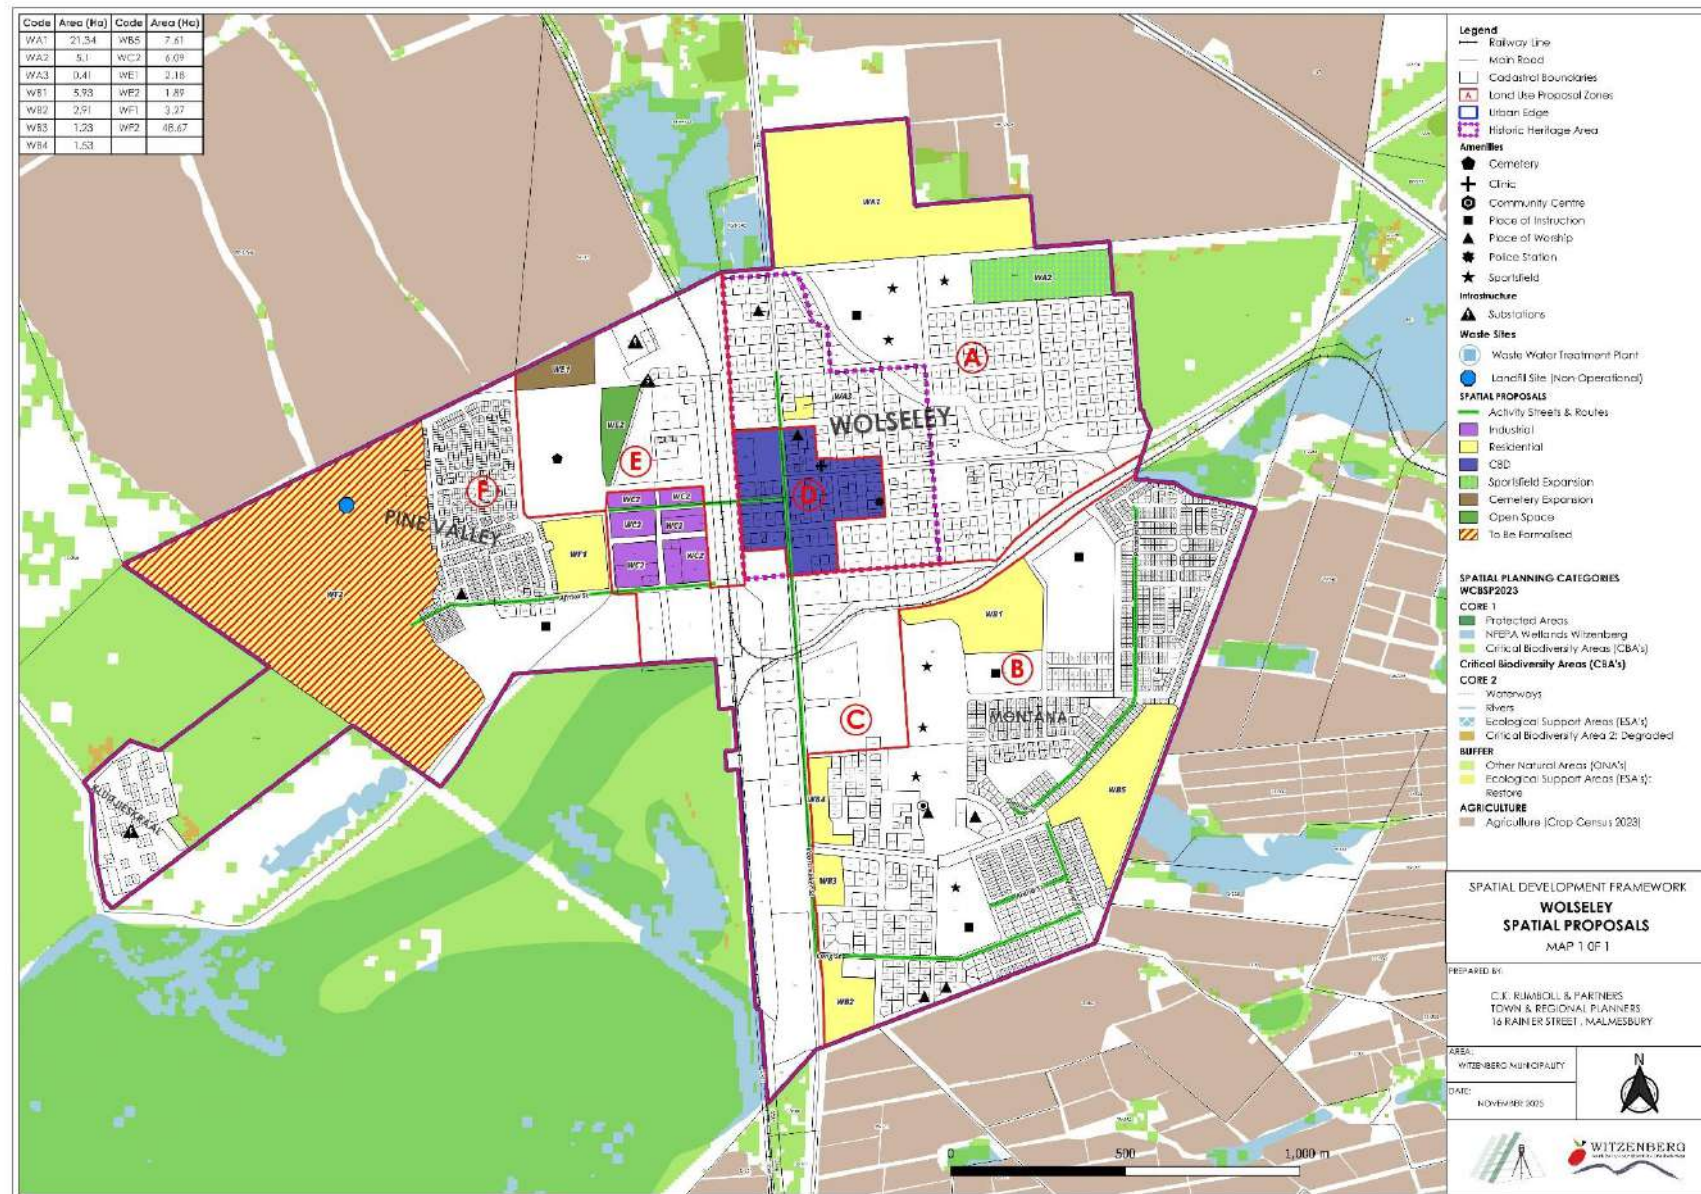 Code Area (Ha) Code Area (Ha)
WA1 21.34 WB5 7.61
WA2 5.1 WC2 6.09
WA3 0.41 WE1 2.18
WB1 5.93 WE2 1.89
WB2 2.91 WF1 3.27
WB3 1.23 WF2 48.67
WB4 1.53
WA1
WA2
A
WE1
WA3
WOLSELEY
WE2
E
D
F
PINE VALLEY
WC2 WC2
WC2 WC2
WC2 WC2
WF1
WF2
WB1
B
C
MONTANA
KLUITJIESKRAAL
WB4
WB5
WB3
WB2
0 500 1,000 m
Legend
Railway Line
Main Road
Cadastral Boundaries
A Land Use Proposal Zones
Urban Edge
Historic Heritage Area
Amenities
Cemetery
Clinic
Community Centre
Place of Instruction
Place of Worship
Police Station
Sportsfield
Infrastructure
Substations
Waste Sites
Waste Water Treatment Plant
Landfill Site (Non-Operational)
SPATIAL PROPOSALS
Activity Streets & Routes
Industrial
Residential
CBD
Sportsfield Expansion
Cemetery Expansion
Open Space
To Be Formalised
SPATIAL PLANNING CATEGORIES
WCBSP2023
CORE 1
Protected Areas
NFEPA Wetlands Witzenberg
Critical Biodiversity Areas (CBA's)
Critical Biodiversity Areas (CBA's)
CORE 2
Waterways
Rivers
Ecological Support Areas (ESA's)
Critical Biodiversity Area 2: Degraded
BUFFER
Other Natural Areas (ONA's)
Ecological Support Areas (ESA's):
Restore
AGRICULTURE
Agriculture (Crop Census 2023)
SPATIAL DEVELOPMENT FRAMEWORK
WOLSELEY
SPATIAL PROPOSALS
MAP 1 OF 1
PREPARED BY:
C.K. RUMBOLL & PARTNERS
TOWN & REGIONAL PLANNERS
16 RAINIER STREET, MALMESBURY
AREA:
WITZENBERG MUNICIPALITY
DATE:
NOVEMBER 2025
N
WITZENBERG